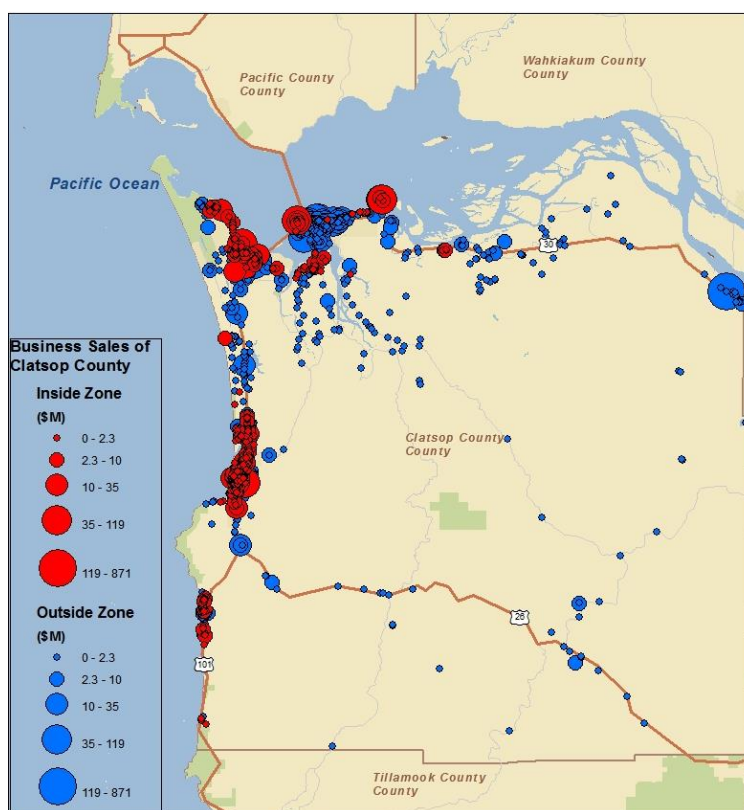 Pacific County
County
Wahkiakum County
County
Pacific Ocean
30
Business Sales of
Clatsop County
Inside Zone
($M)
0 - 2.3
2.3 - 10
10 - 35
35 - 119
119 - 871
Outside Zone
($M)
0 - 2.3
2.3 - 10
10 - 35
35 - 119
119 - 871
Clatsop County
County
26
101
Tillamook County
County